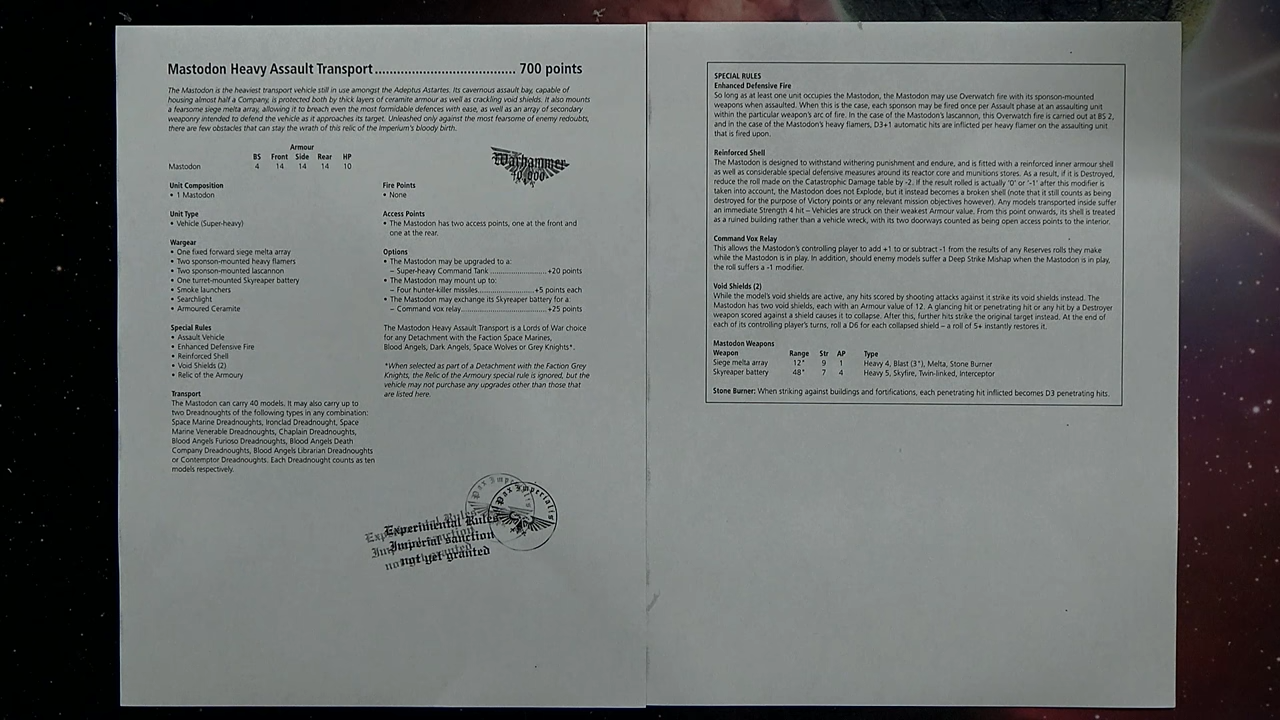 Mastodon Heavy Assault Transport...................................... 700 points
The Mastodon is the heaviest transport vehicle still in use amongst the Adeptus Astartes. Its cavernous assault bay, capable of
housing almost half a Company, is protected both by thick layers of ceramite armour as well as crackling void shields. It also mounts
a fearsome siege melta array, allowing it to breach even the most formidable defences with ease, as well as an array of secondary
weaponry intended to defend the vehicle as it approaches its target. Unleashed only against the most fearsome of enemy redoubts,
there are few obstacles that can stay the wrath of this relic of the Imperium's bloody birth.
Armour
BS Front Side Rear HP
Mastodon 4 14 14 14 10
Warhammer
40,000
Unit Composition
• 1 Mastodon
Unit Type
• Vehicle (Super-heavy)
Wargear
• One fixed forward siege melta array
• Two sponson-mounted heavy flamers
• Two sponson-mounted lascannon
• One turret-mounted Skyreaper battery
• Smoke launchers
• Searchlight
• Armoured Ceramite
Special Rules
• Assault Vehicle
• Enhanced Defensive Fire
• Reinforced Shell
• Void Shields (2)
• Relic of the Armoury
Transport
The Mastodon can carry 40 models. It may also carry up to
two Dreadnoughts of the following types in any combination:
Space Marine Dreadnoughts, Ironclad Dreadnought, Space
Marine Venerable Dreadnoughts, Chaplain Dreadnoughts,
Blood Angels Furioso Dreadnoughts, Blood Angels Death
Company Dreadnoughts, Blood Angels Librarian Dreadnoughts
or Contemptor Dreadnoughts. Each Dreadnought counts as ten
models respectively.
Fire Points
• None
Access Points
• The Mastodon has two access points, one at the front and
one at the rear.
Options
• The Mastodon may be upgraded to a:
– Super-heavy Command Tank ......................+20 points
• The Mastodon may mount up to:
– Four hunter-killer missiles......................+5 points each
• The Mastodon may exchange its Skyreaper battery for a:
– Command vox relay..................................+25 points
The Mastodon Heavy Assault Transport is a Lords of War choice
for any Detachment with the Faction Space Marines,
Blood Angels, Dark Angels, Space Wolves or Grey Knights*.
*When selected as part of a Detachment with the Faction Grey
Knights, the Relic of the Armoury special rule is ignored, but the
vehicle may not purchase any upgrades other than those that
are listed here.
Pax Imperialis
Experimental Rules
Imperial sanction
not yet granted
SPECIAL RULES
Enhanced Defensive Fire
So long as at least one unit occupies the Mastodon, the Mastodon may use Overwatch fire with its sponson-mounted
weapons when assaulted. When this is the case, each sponson may be fired once per Assault phase at an assaulting unit
within the particular weapon's arc of fire. In the case of the Mastodon's lascannon, this Overwatch fire is carried out at BS 2,
and in the case of the Mastodon's heavy flamers, D3+1 automatic hits are inflicted per heavy flamer on the assaulting unit
that is fired upon.
Reinforced Shell
The Mastodon is designed to withstand withering punishment and endure, and is fitted with a reinforced inner armour shell
as well as considerable special defensive measures around its reactor core and munitions stores. As a result, if it is Destroyed,
reduce the roll made on the Catastrophic Damage table by -2. If the result rolled is actually '0' or '-1' after this modifier is
taken into account, the Mastodon does not Explode, but it instead becomes a broken shell (note that it still counts as being
destroyed for the purpose of Victory points or any relevant mission objectives however). Any models transported inside suffer
an immediate Strength 4 hit – Vehicles are struck on their weakest Armour value. From this point onwards, its shell is treated
as a ruined building rather than a vehicle wreck, with its two doorways counted as being open access points to the interior.
Command Vox Relay
This allows the Mastodon's controlling player to add +1 to or subtract -1 from the results of any Reserves rolls they make
while the Mastodon is in play. In addition, should enemy models suffer a Deep Strike Mishap when the Mastodon is in play,
the roll suffers a -1 modifier.
Void Shields (2)
While the model's void shields are active, any hits scored by shooting attacks against it strike its void shields instead. The
Mastodon has two void shields, each with an Armour value of 12. A glancing hit or penetrating hit or any hit by a Destroyer
weapon scored against a shield causes it to collapse. After this, further hits strike the original target instead. At the end of
each of its controlling player's turns, roll a D6 for each collapsed shield – a roll of 5+ instantly restores it.
Mastodon Weapons
Weapon Range Str AP Type
Siege melta array 12" 9 1 Heavy 4, Blast (3"), Melta, Stone Burner
Skyreaper battery 48" 7 4 Heavy 5, Skyfire, Twin-linked, Interceptor
Stone Burner: When striking against buildings and fortifications, each penetrating hit inflicted becomes D3 penetrating hits.